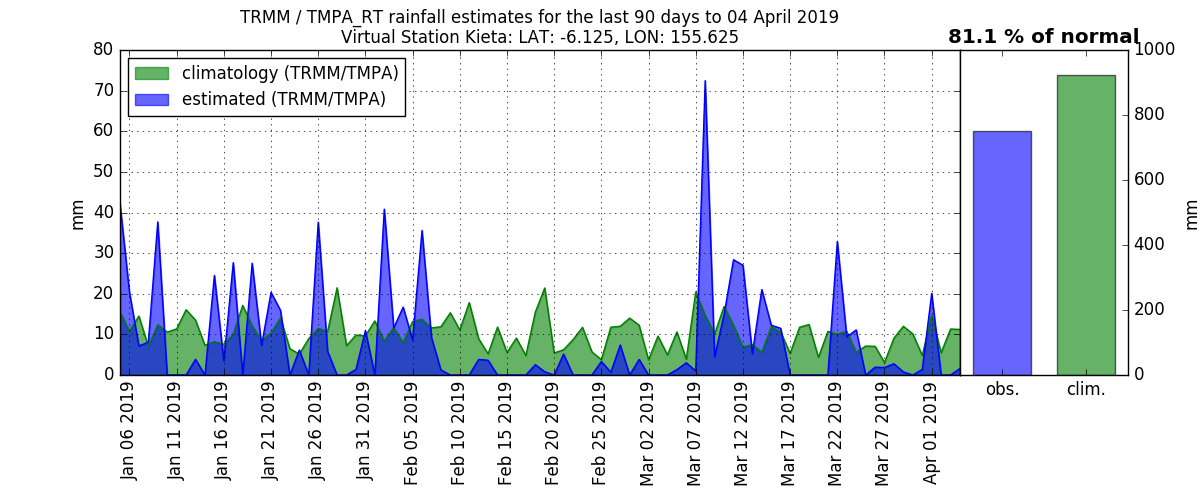 TRMM / TMPA_RT rainfall estimates for the last 90 days to 04 April 2019
Virtual Station Kieta: LAT: -6.125, LON: 155.625
81.1 % of normal
climatology (TRMM/TMPA)
estimated (TRMM/TMPA)
mm
80
70
60
50
40
30
20
10
0
Jan 06 2019
Jan 11 2019
Jan 16 2019
Jan 21 2019
Jan 26 2019
Jan 31 2019
Feb 05 2019
Feb 10 2019
Feb 15 2019
Feb 20 2019
Feb 25 2019
Mar 02 2019
Mar 07 2019
Mar 12 2019
Mar 17 2019
Mar 22 2019
Mar 27 2019
Apr 01 2019
obs.
clim.
1000
800
600
400
200
0
mm